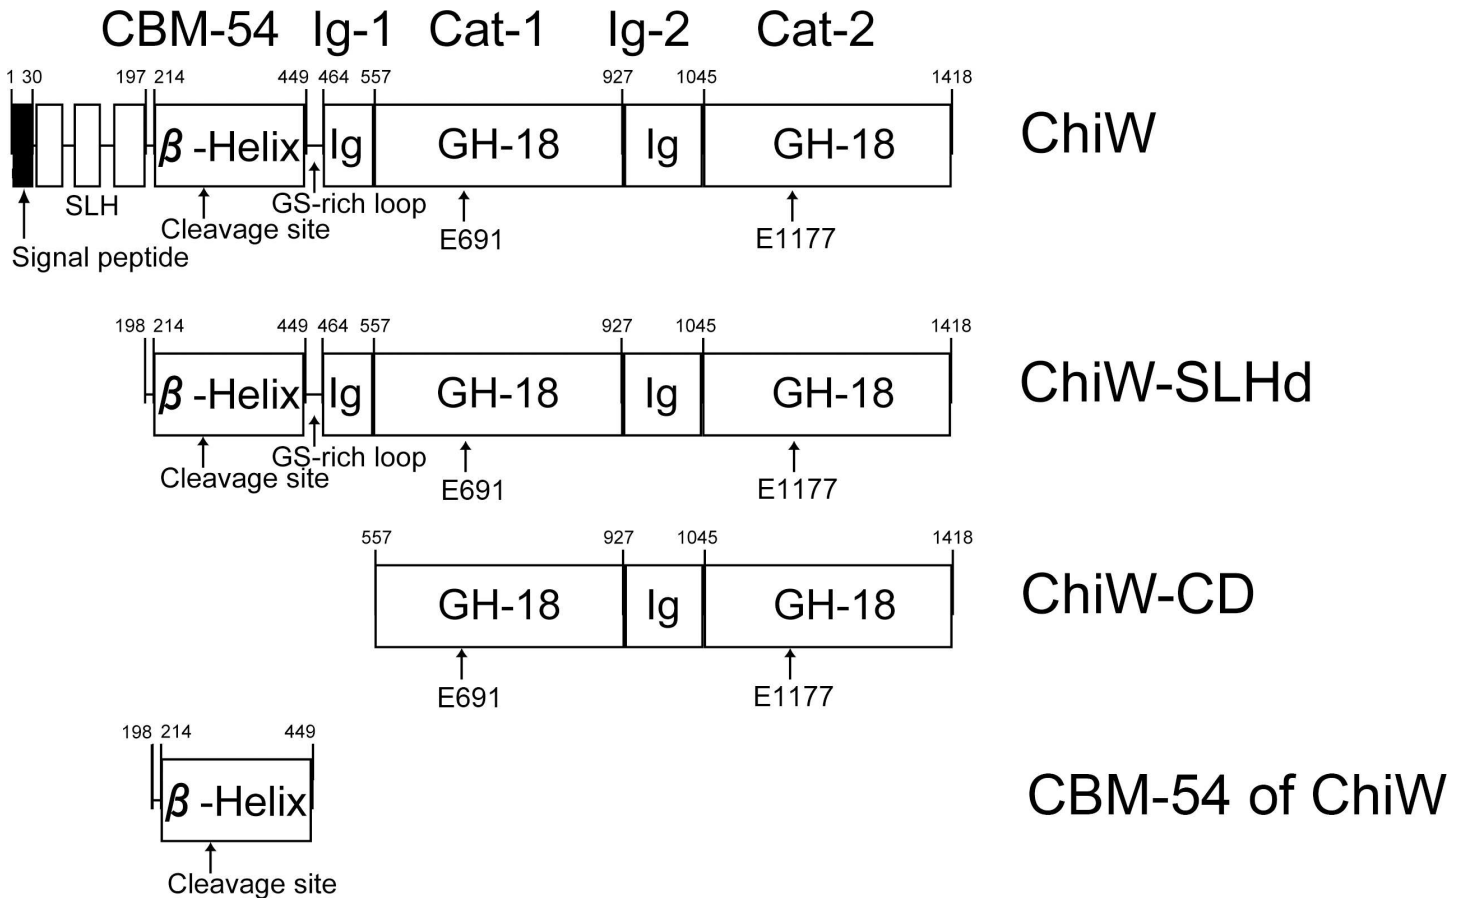 CBM-54 Ig-1 Cat-1 Ig-2 Cat-2
1 30 197 214 449 464 557 927 1045 1418
β -Helix Ig GH-18 Ig GH-18 ChiW
SLH GS-rich loop
Cleavage site E691 E1177
Signal peptide
198 214 449 464 557 927 1045 1418
β -Helix Ig GH-18 Ig GH-18 ChiW-SLHd
GS-rich loop
Cleavage site E691 E1177
557 927 1045 1418
GH-18 Ig GH-18 ChiW-CD
E691 E1177
198 214 449
β -Helix CBM-54 of ChiW
Cleavage site